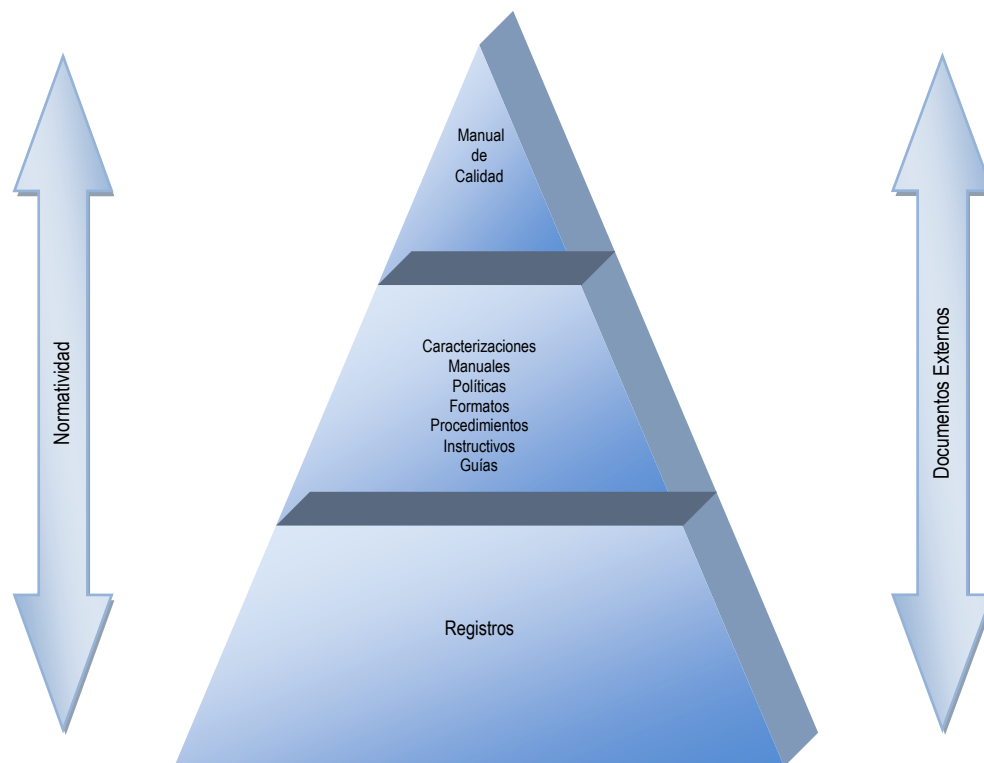 Manual
de
Calidad
Normatividad
Caracterizaciones
Manuales
Políticas
Formatos
Procedimientos
Instructivos
Guías
Documentos Externos
Registros